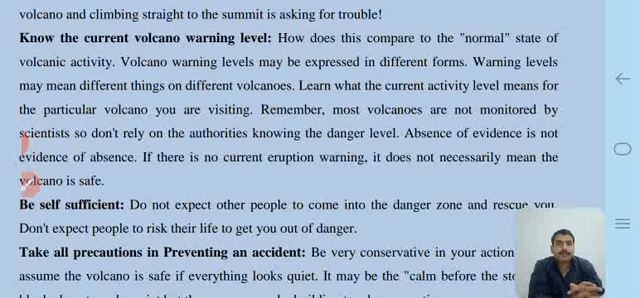 volcano and climbing straight to the summit is asking for trouble!
Know the current volcano warning level: How does this compare to the "normal" state of
volcanic activity. Volcano warning levels may be expressed in different forms. Warning levels
may mean different things on different volcanoes. Learn what the current activity level means for
the particular volcano you are visiting. Remember, most volcanoes are not monitored by
scientists so don't rely on the authorities knowing the danger level. Absence of evidence is not
evidence of absence. If there is no current eruption warning, it does not necessarily mean the
volcano is safe.
Be self sufficient: Do not expect other people to come into the danger zone and rescue you.
Don't expect people to risk their life to get you out of danger.
Take all precautions in Preventing an accident: Be very conservative in your action
assume the volcano is safe if everything looks quiet. It may be the "calm before the